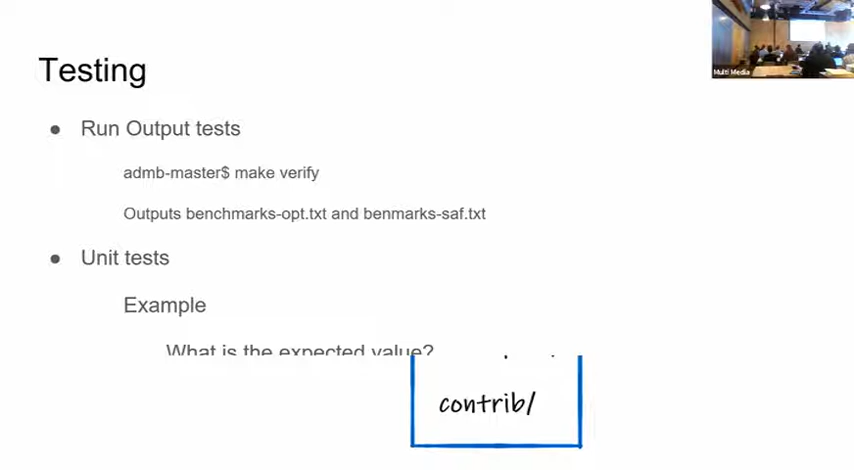 Testing
Multi Media
● Run Output tests
admb-master$ make verify
Outputs benchmarks-opt.txt and benmarks-saf.txt
● Unit tests
Example
What is the expected value?
contrib/